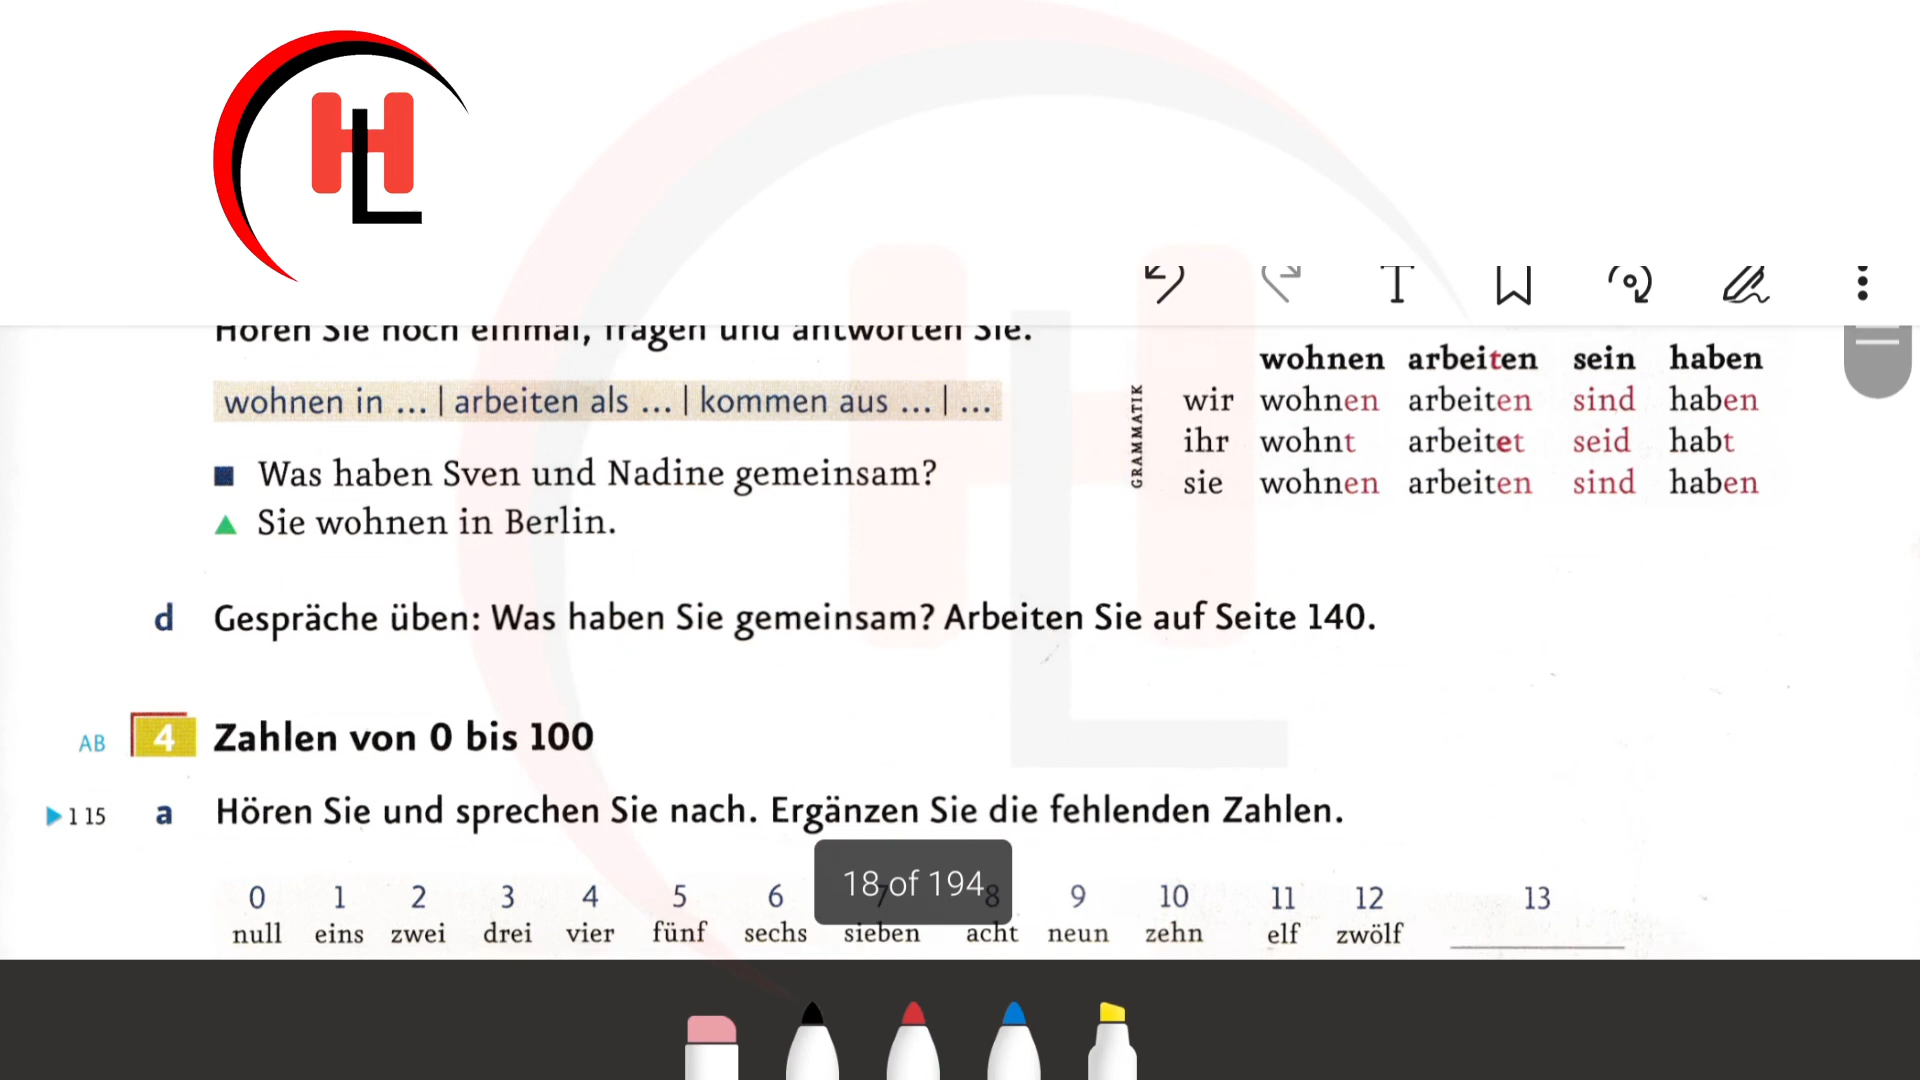 HL
Hören Sie noch einmal, fragen und antworten Sie.
wohnen in ... | arbeiten als ... | kommen aus ... | ...
Was haben Sven und Nadine gemeinsam?
Sie wohnen in Berlin.
GRAMMATIK
wohnen arbeiten sein haben
wir wohnen arbeiten sind haben
ihr wohnt arbeitet seid habt
sie wohnen arbeiten sind haben
d Gespräche üben: Was haben Sie gemeinsam? Arbeiten Sie auf Seite 140.
AB 4 Zahlen von 0 bis 100
1 15 a Hören Sie und sprechen Sie nach. Ergänzen Sie die fehlenden Zahlen.
18 of 194
0 1 2 3 4 5 6 7 8 9 10 11 12 13
null eins zwei drei vier fünf sechs sieben acht neun zehn elf zwölf